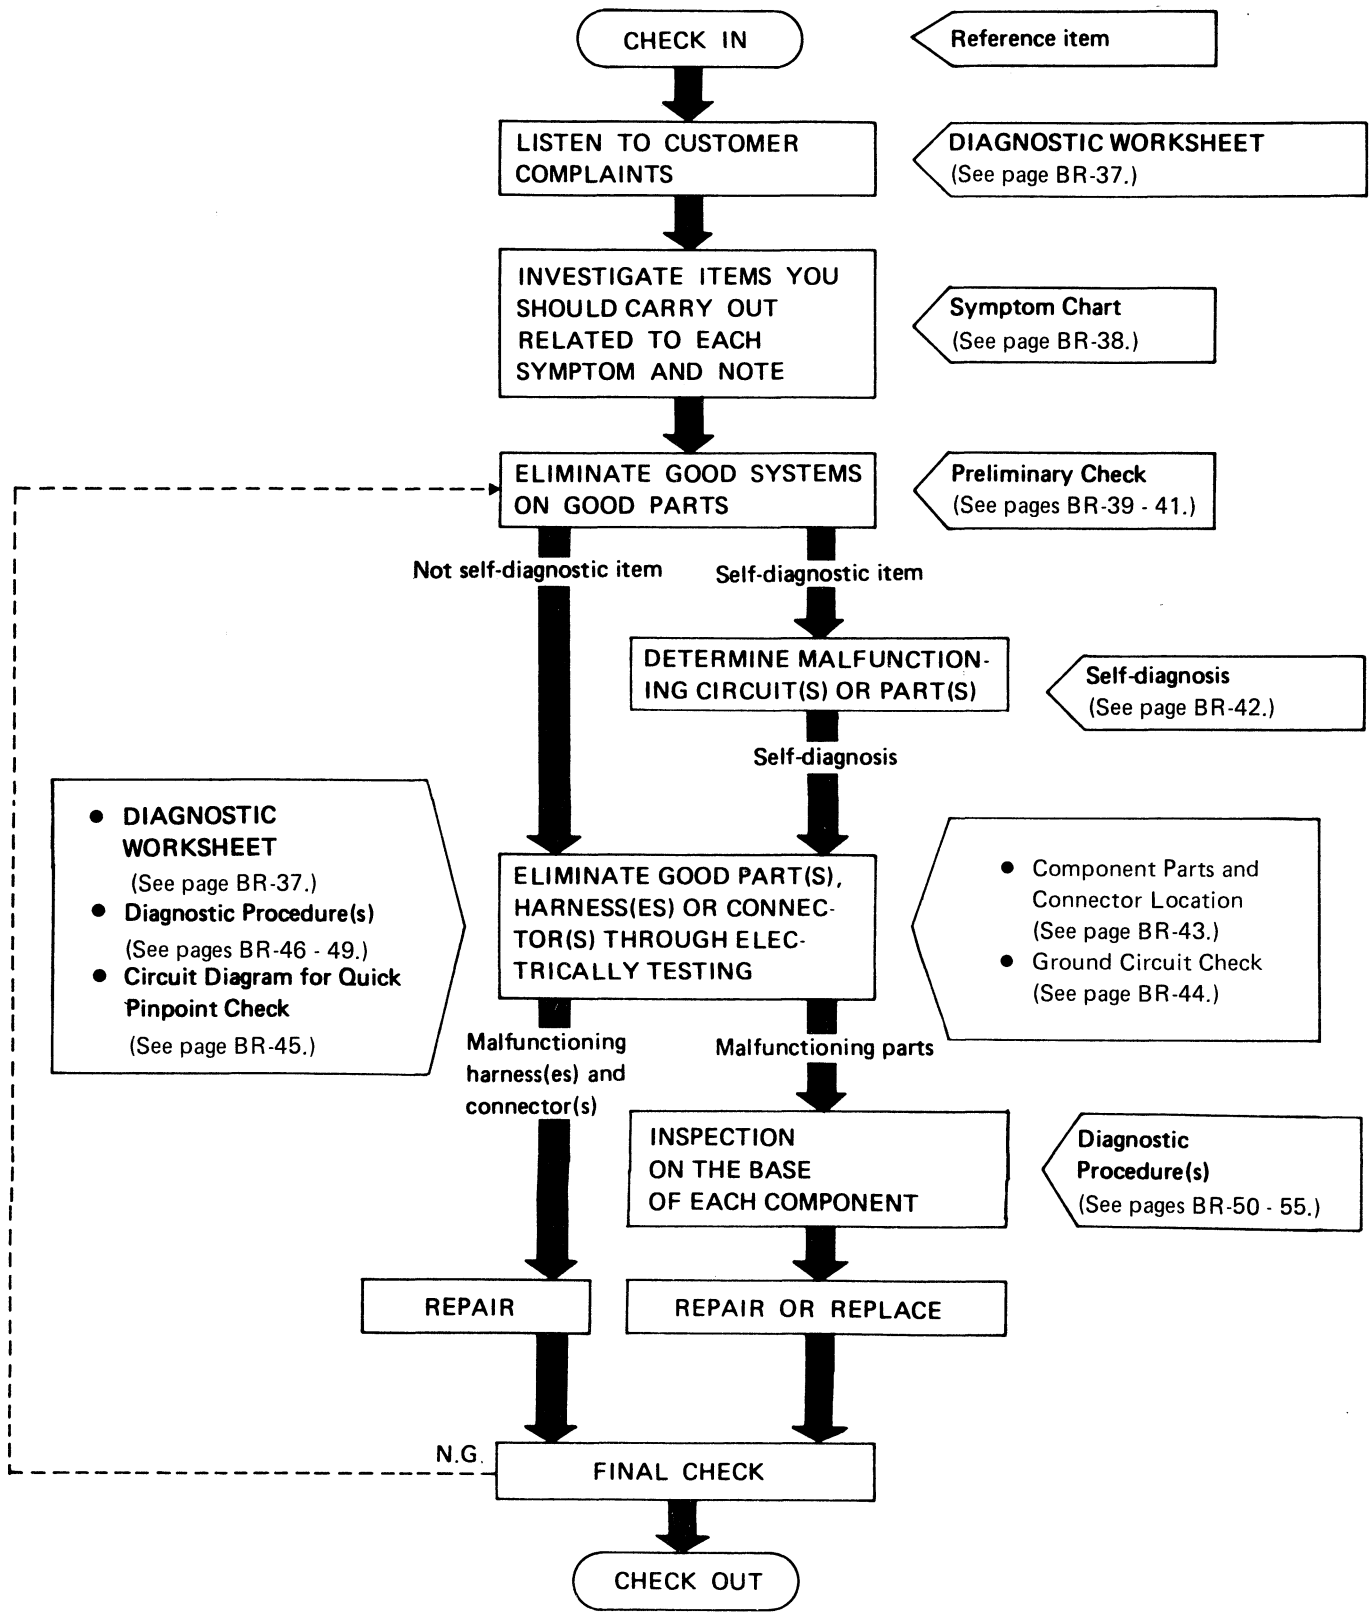 CHECK IN
Reference item
LISTEN TO CUSTOMER
COMPLAINTS
DIAGNOSTIC WORKSHEET
(See page BR-37.)
INVESTIGATE ITEMS YOU
SHOULD CARRY OUT
RELATED TO EACH
SYMPTOM AND NOTE
Symptom Chart
(See page BR-38.)
ELIMINATE GOOD SYSTEMS
ON GOOD PARTS
Preliminary Check
(See pages BR-39 - 41.)
Not self-diagnostic item
Self-diagnostic item
DETERMINE MALFUNCTION-
ING CIRCUIT(S) OR PART(S)
Self-diagnosis
(See page BR-42.)
Self-diagnosis
● DIAGNOSTIC
WORKSHEET
(See page BR-37.)
● Diagnostic Procedure(s)
(See pages BR-46 - 49.)
● Circuit Diagram for Quick
Pinpoint Check
(See page BR-45.)
ELIMINATE GOOD PART(S),
HARNESS(ES) OR CONNEC-
TOR(S) THROUGH ELEC-
TRICALLY TESTING
● Component Parts and
Connector Location
(See page BR-43.)
● Ground Circuit Check
(See page BR-44.)
Malfunctioning
harness(es) and
connector(s)
Malfunctioning parts
INSPECTION
ON THE BASE
OF EACH COMPONENT
Diagnostic
Procedure(s)
(See pages BR-50 - 55.)
REPAIR
REPAIR OR REPLACE
N.G.
FINAL CHECK
CHECK OUT